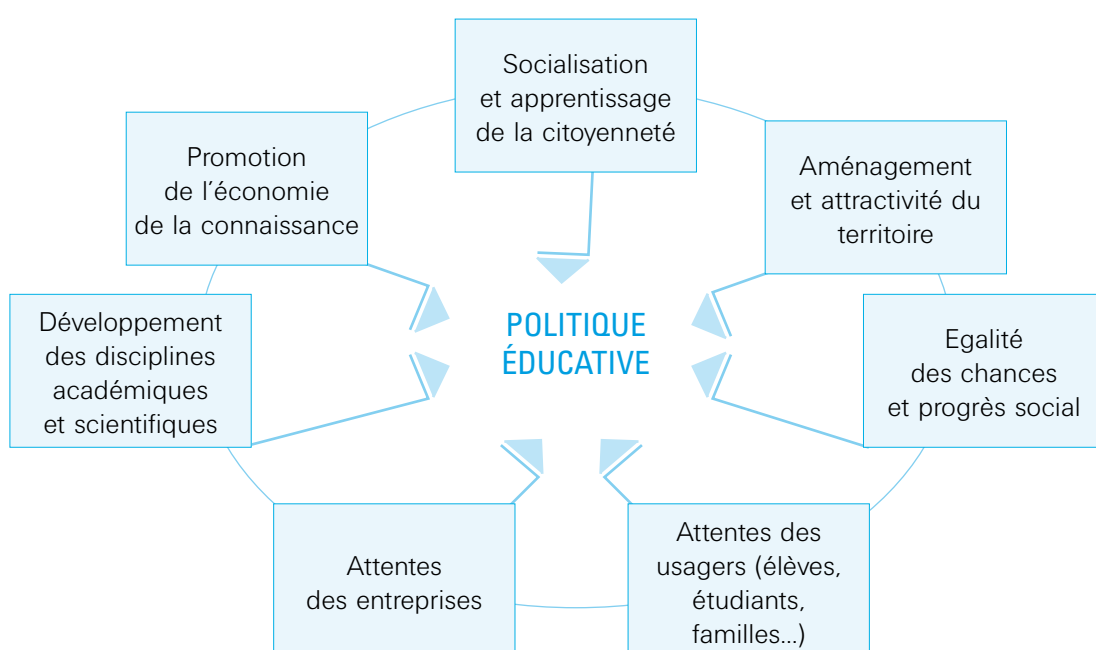 Socialisation
et apprentissage
de la citoyenneté
Promotion
de l'économie
de la connaissance
Aménagement
et attractivité du
territoire
Développement
des disciplines
académiques
et scientifiques
POLITIQUE
ÉDUCATIVE
Egalité
des chances
et progrès social
Attentes
des entreprises
Attentes des
usagers (élèves,
étudiants,
familles...)